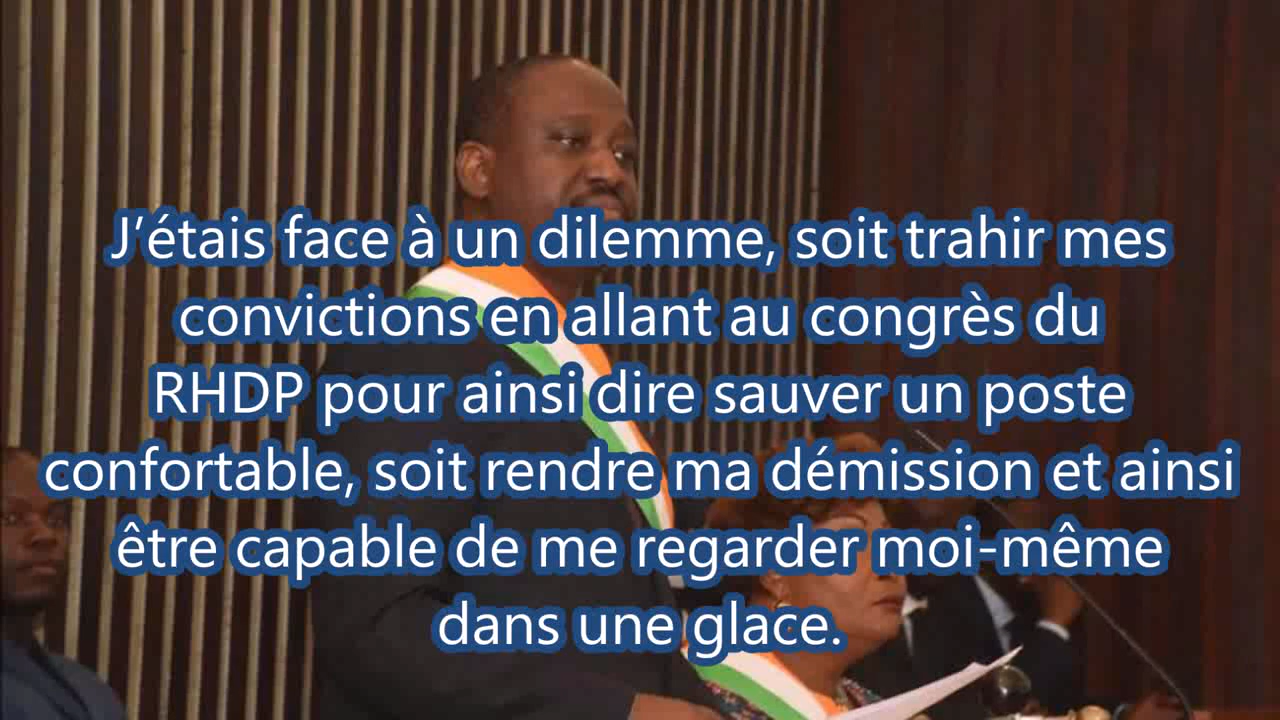 J’étais face à un dilemme, soit trahir mes
convictions en allant au congrès du
RHDP pour ainsi dire sauver un poste
confortable, soit rendre ma démission et ainsi
être capable de me regarder moi-même
dans une glace.